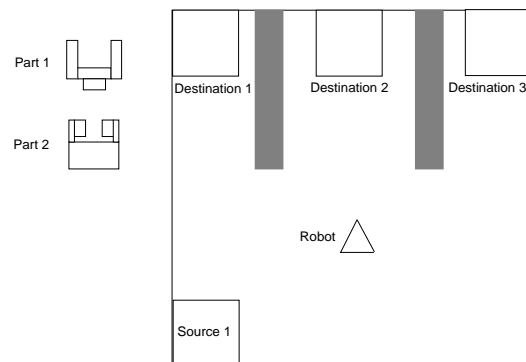 Part 1
Destination 1
Destination 2
Destination 3
Part 2
Robot
Source 1